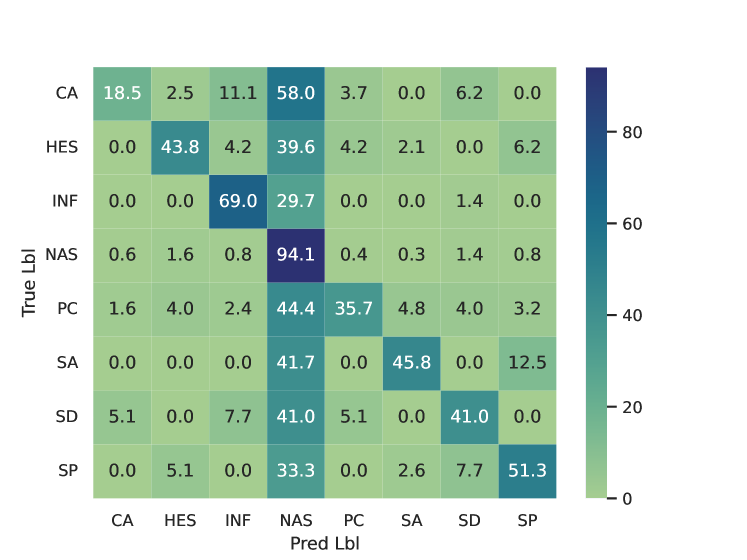 CA 18.5 2.5 11.1 58.0 3.7 0.0 6.2 0.0
HES 0.0 43.8 4.2 39.6 4.2 2.1 0.0 6.2
INF 0.0 0.0 69.0 29.7 0.0 0.0 1.4 0.0
NAS 0.6 1.6 0.8 94.1 0.4 0.3 1.4 0.8
PC 1.6 4.0 2.4 44.4 35.7 4.8 4.0 3.2
SA 0.0 0.0 0.0 41.7 0.0 45.8 0.0 12.5
SD 5.1 0.0 7.7 41.0 5.1 0.0 41.0 0.0
SP 0.0 5.1 0.0 33.3 0.0 2.6 7.7 51.3
CA HES INF NAS PC SA SD SP
Pred Lbl
True Lbl
80
60
40
20
0